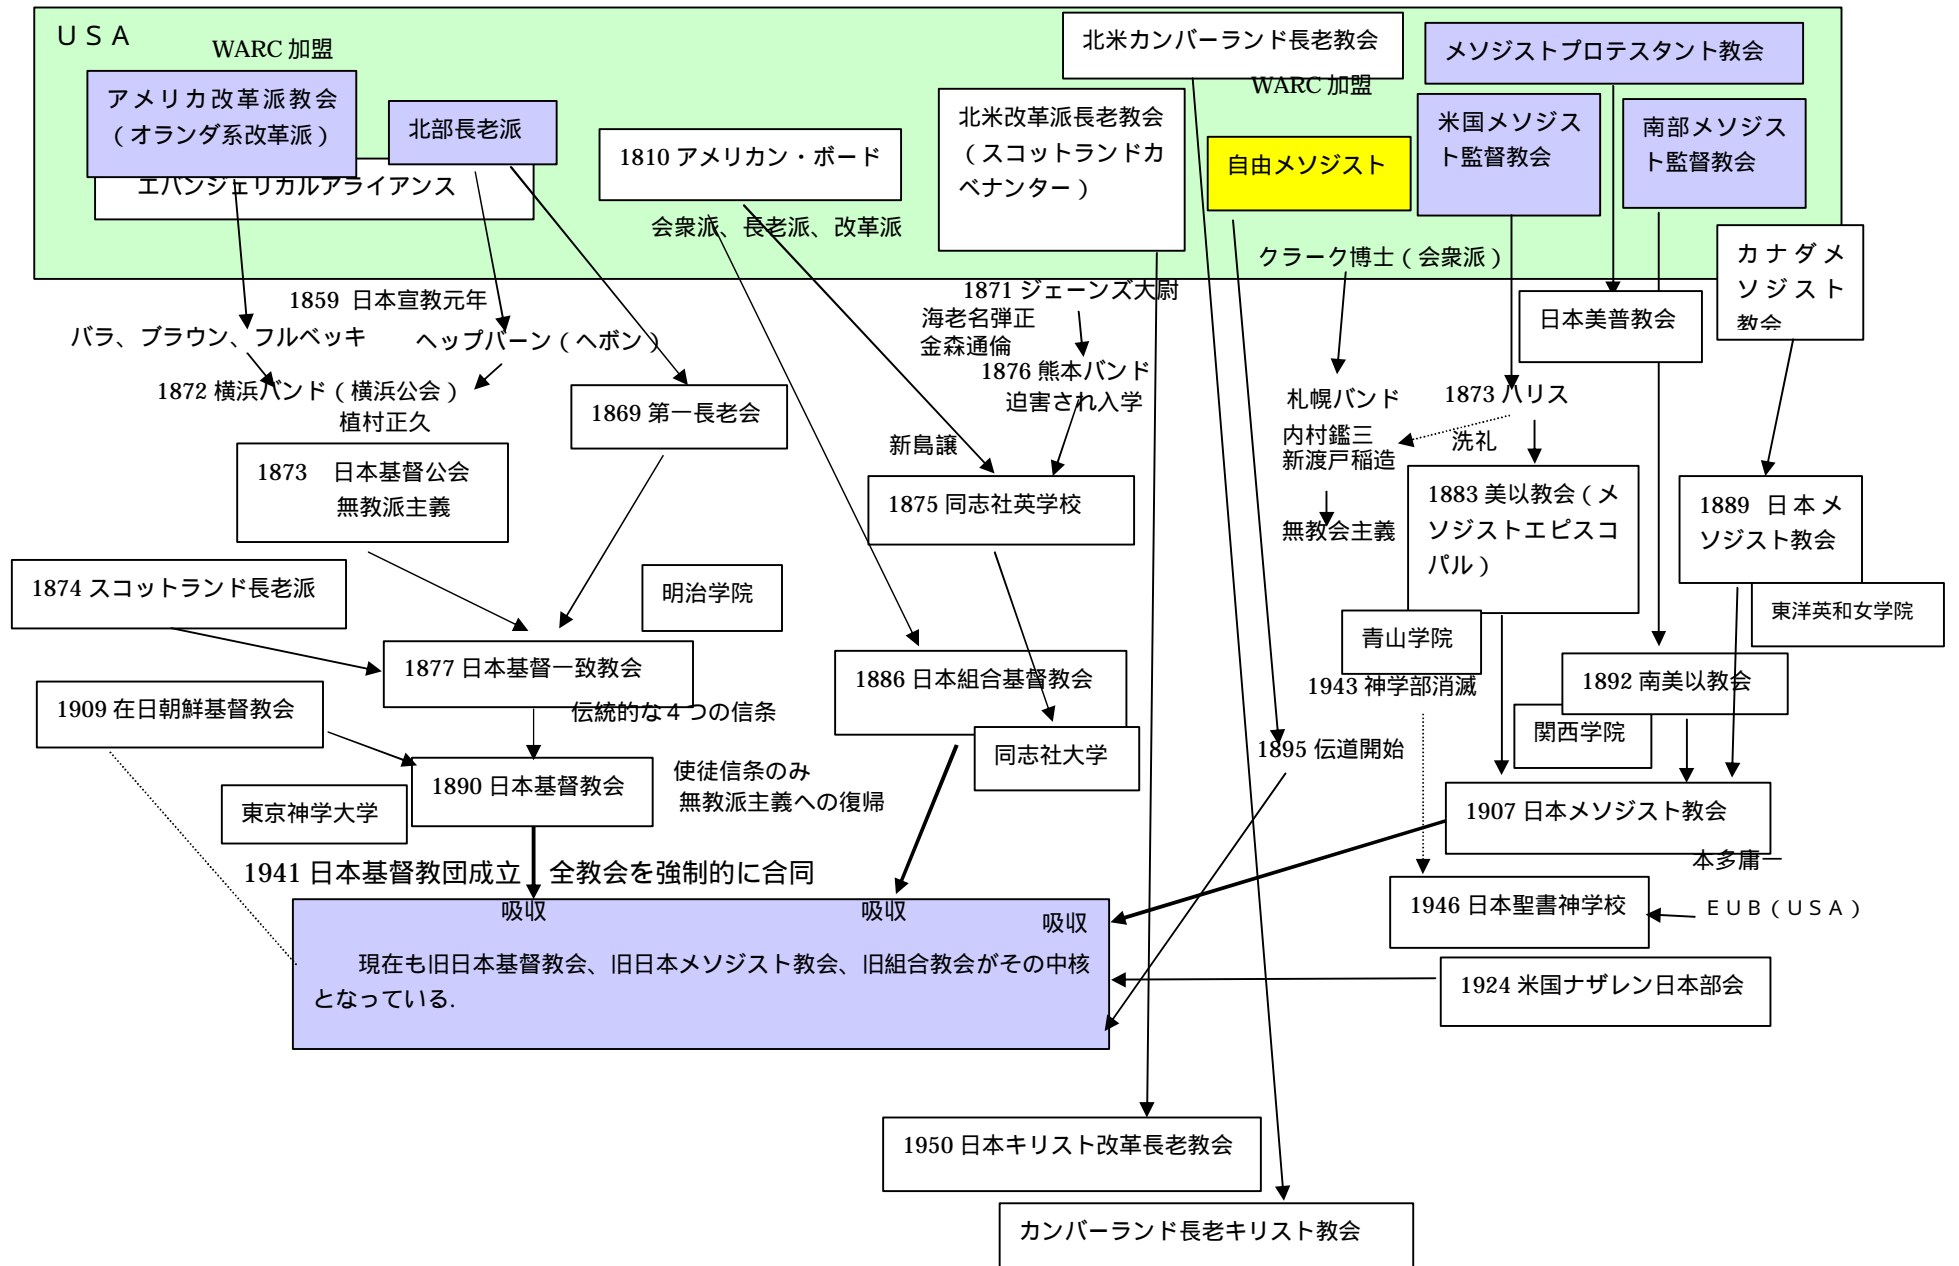 ＵＳＡ
WARC 加盟
アメリカ改革派教会
（オランダ系改革派）
北部長老派
エバンジェリカルアライアンス
1810 アメリカン・ボード
会衆派、長老派、改革派
北米カンバーランド長老教会
WARC 加盟
北米改革派長老教会
（スコットランドカ
ベナンター）
自由メソジスト
メソジストプロテスタント教会
米国メソジス
ト監督教会
南部メソジス
ト監督教会
カナダメ
ソジスト
教会
クラーク博士（会衆派）
1859 日本宣教元年
バラ、ブラウン、フルベッキ
ヘップバーン（ヘボン）
1872 横浜バンド（横浜公会）
植村正久
1873　日本基督公会
無教派主義
1869 第一長老会
1871 ジェーンズ大尉
海老名弾正
金森通倫
1876 熊本バンド
迫害され入学
新島譲
1875 同志社英学校
札幌バンド
内村鑑三
新渡戸稲造
無教会主義
1873 ハリス
洗礼
日本美普教会
1883 美以教会（メ
ソジストエピスコ
パル）
1889 日本メ
ソジスト教会
東洋英和女学院
青山学院
1943 神学部消滅
1892 南美以教会
関西学院
1874 スコットランド長老派
明治学院
1877 日本基督一致教会
伝統的な４つの信条
1909 在日朝鮮基督教会
1890 日本基督教会
使徒信条のみ
無教派主義への復帰
東京神学大学
1886 日本組合基督教会
同志社大学
1895 伝道開始
1907 日本メソジスト教会
本多庸一
1941 日本基督教団成立　全教会を強制的に合同
吸収
吸収
吸収
現在も旧日本基督教会、旧日本メソジスト教会、旧組合教会がその中核
となっている.
1946 日本聖書神学校
ＥＵＢ（ＵＳＡ）
1924 米国ナザレン日本部会
1950 日本キリスト改革長老教会
カンバーランド長老キリスト教会